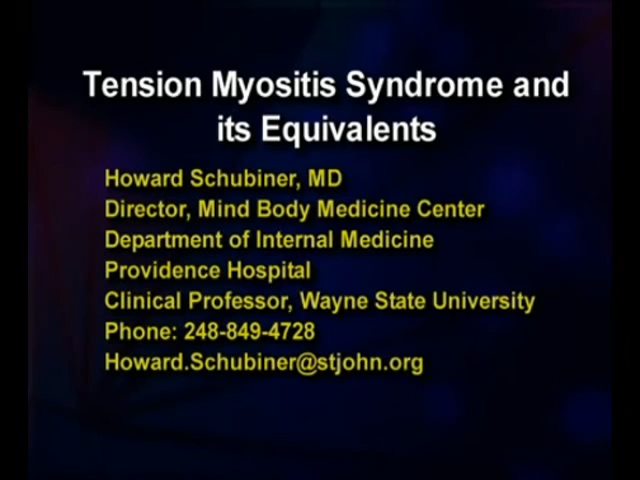 Tension Myositis Syndrome and
its Equivalents
Howard Schubiner, MD
Director, Mind Body Medicine Center
Department of Internal Medicine
Providence Hospital
Clinical Professor, Wayne State University
Phone: 248-849-4728
Howard.Schubiner@stjohn.org